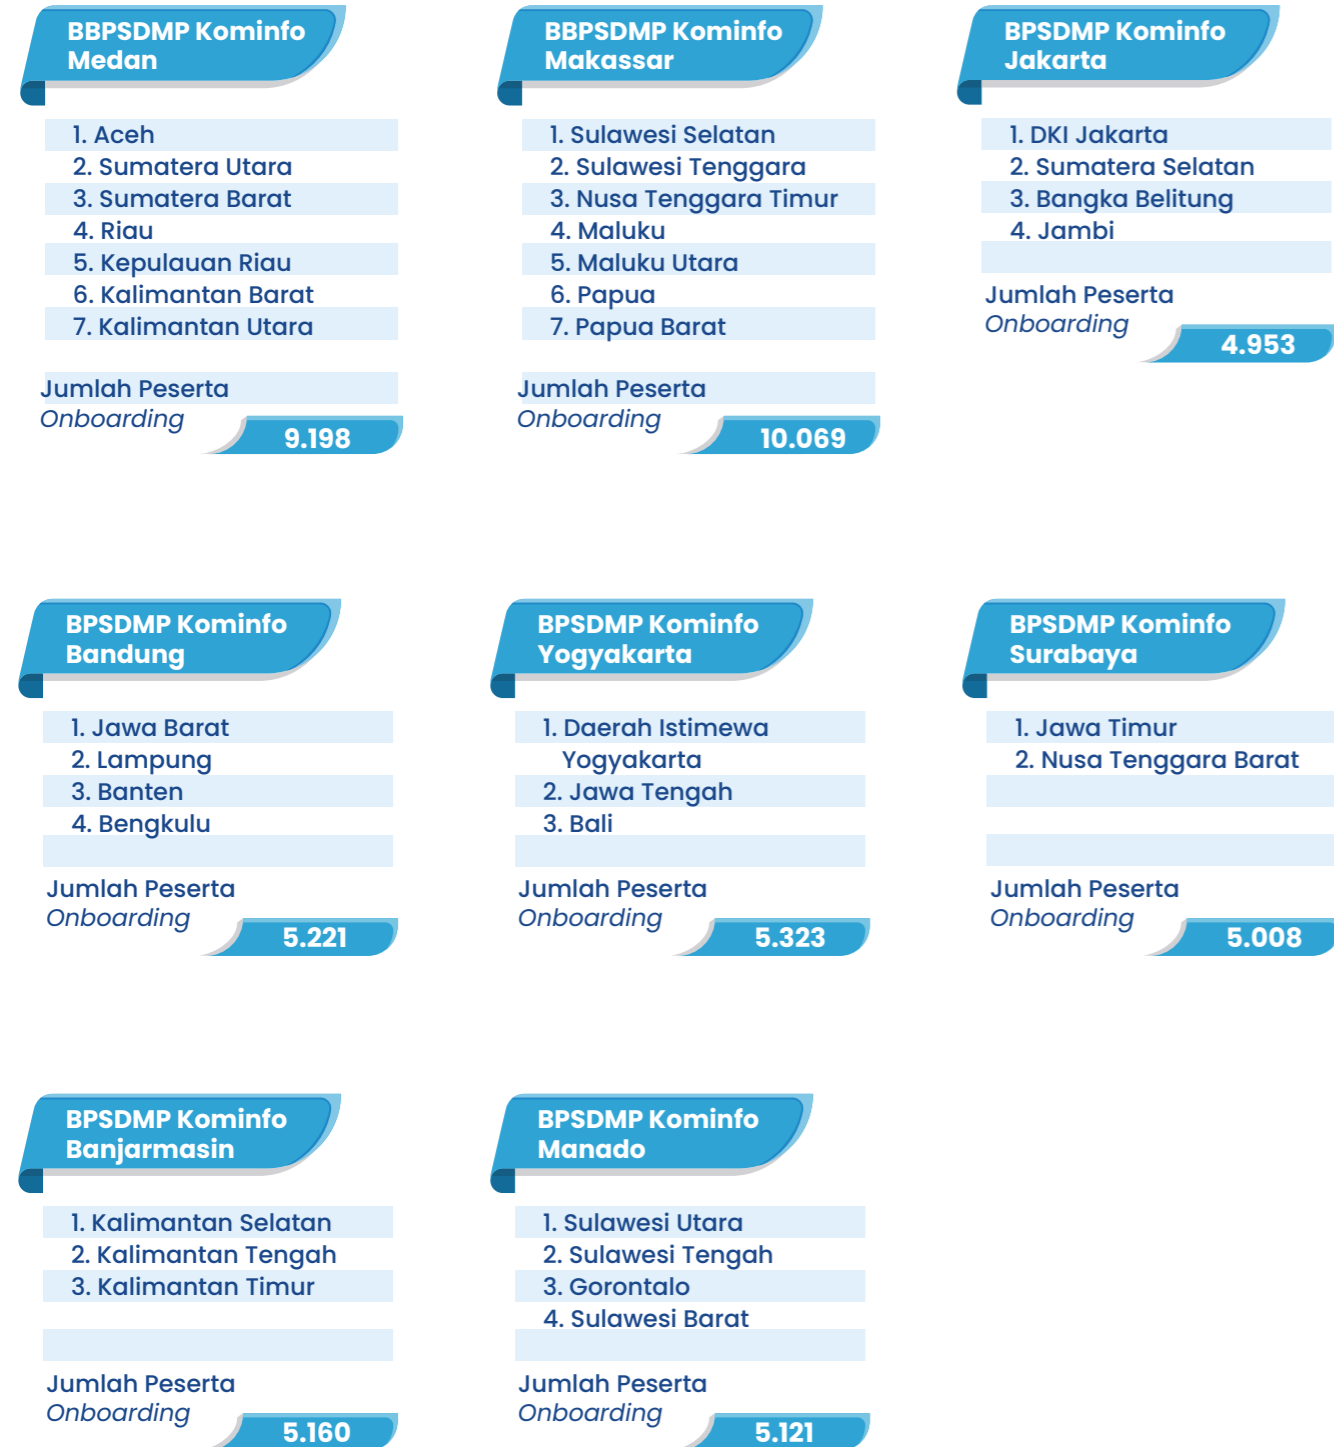 BBPSDMP Kominfo
Medan
1. Aceh
2. Sumatera Utara
3. Sumatera Barat
4. Riau
5. Kepulauan Riau
6. Kalimantan Barat
7. Kalimantan Utara
Jumlah Peserta
Onboarding
9.198
BBPSDMP Kominfo
Makassar
1. Sulawesi Selatan
2. Sulawesi Tenggara
3. Nusa Tenggara Timur
4. Maluku
5. Maluku Utara
6. Papua
7. Papua Barat
Jumlah Peserta
Onboarding
10.069
BPSDMP Kominfo
Jakarta
1. DKI Jakarta
2. Sumatera Selatan
3. Bangka Belitung
4. Jambi
Jumlah Peserta
Onboarding
4.953
BPSDMP Kominfo
Bandung
1. Jawa Barat
2. Lampung
3. Banten
4. Bengkulu
Jumlah Peserta
Onboarding
5.221
BPSDMP Kominfo
Yogyakarta
1. Daerah Istimewa
Yogyakarta
2. Jawa Tengah
3. Bali
Jumlah Peserta
Onboarding
5.323
BPSDMP Kominfo
Surabaya
1. Jawa Timur
2. Nusa Tenggara Barat
Jumlah Peserta
Onboarding
5.008
BPSDMP Kominfo
Banjarmasin
1. Kalimantan Selatan
2. Kalimantan Tengah
3. Kalimantan Timur
Jumlah Peserta
Onboarding
5.160
BPSDMP Kominfo
Manado
1. Sulawesi Utara
2. Sulawesi Tengah
3. Gorontalo
4. Sulawesi Barat
Jumlah Peserta
Onboarding
5.121